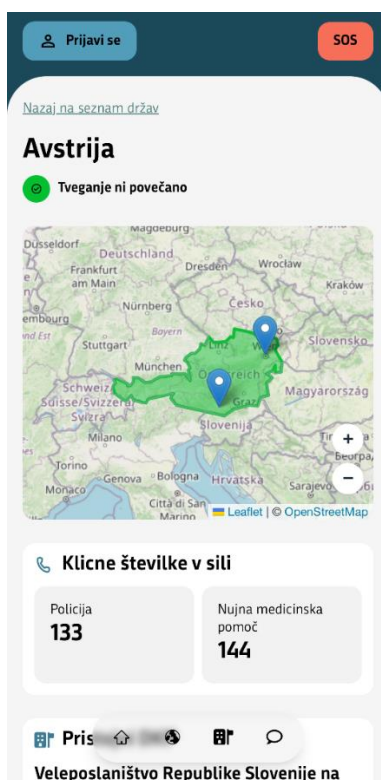 Prijavi se
SOS
Nazaj na seznam držav
Avstrija
Tveganje ni povečano
Magdeburg
Düsseldorf
Deutschland
Dresden
Wrocław
Frankfurt
am Main
Kraków
Nürnberg
Česko
Bayern
Stuttgart
Slovensko
München
Österreich
Schweiz/
Suisse/Svizzera/
Svizra
Graz
Magyarország
Slovenija
Milano
Torino
Genova
Bologna
Hrvatska
Monaco
Sarajevo
Città di San
Marino
+
−
Leaflet | © OpenStreetMap
Klicne številke v sili
Policija
133
Nujna medicinska
pomoč
144
Pris
Veleposlaništvo Republike Slovenije na